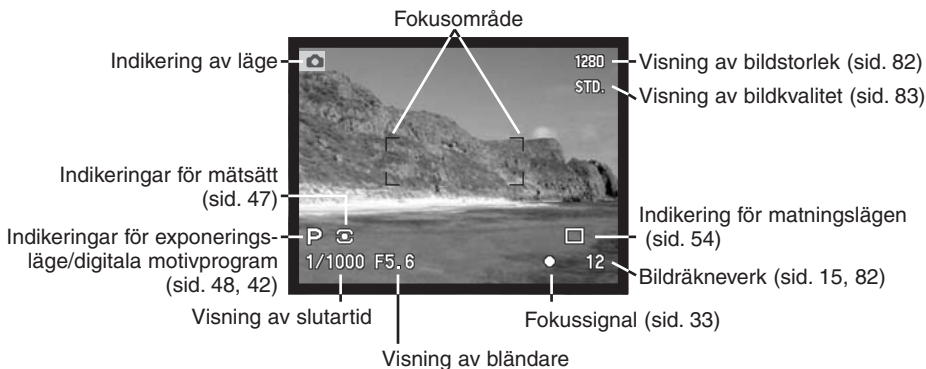 Fokusområde
Indikering av läge
1280
Visning av bildstorlek (sid. 82)
STD.
Visning av bildkvalitet (sid. 83)
Indikeringar för mätsätt
(sid. 47)
Indikering för matningslägen
(sid. 54)
Indikeringar för exponerings-
läge/digitala motivprogram
(sid. 48, 42)
P
1/1000 F5.6
12
Bildräkneverk (sid. 15, 82)
Visning av slutartid
Fokussignal (sid. 33)
Visning av bländare